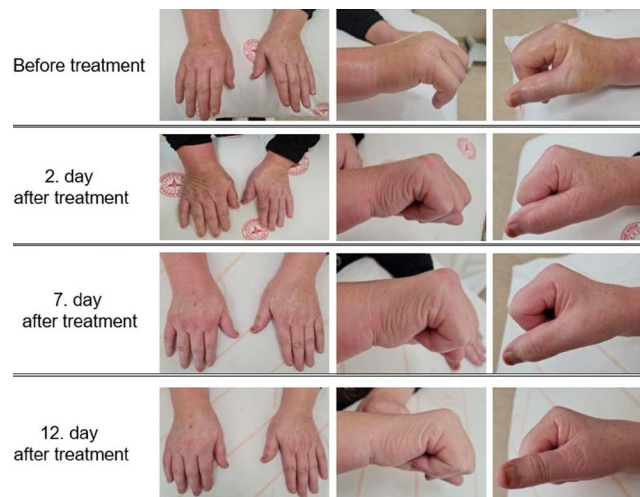 Before treatment
2. day
after treatment
7. day
after treatment
12. day
after treatment